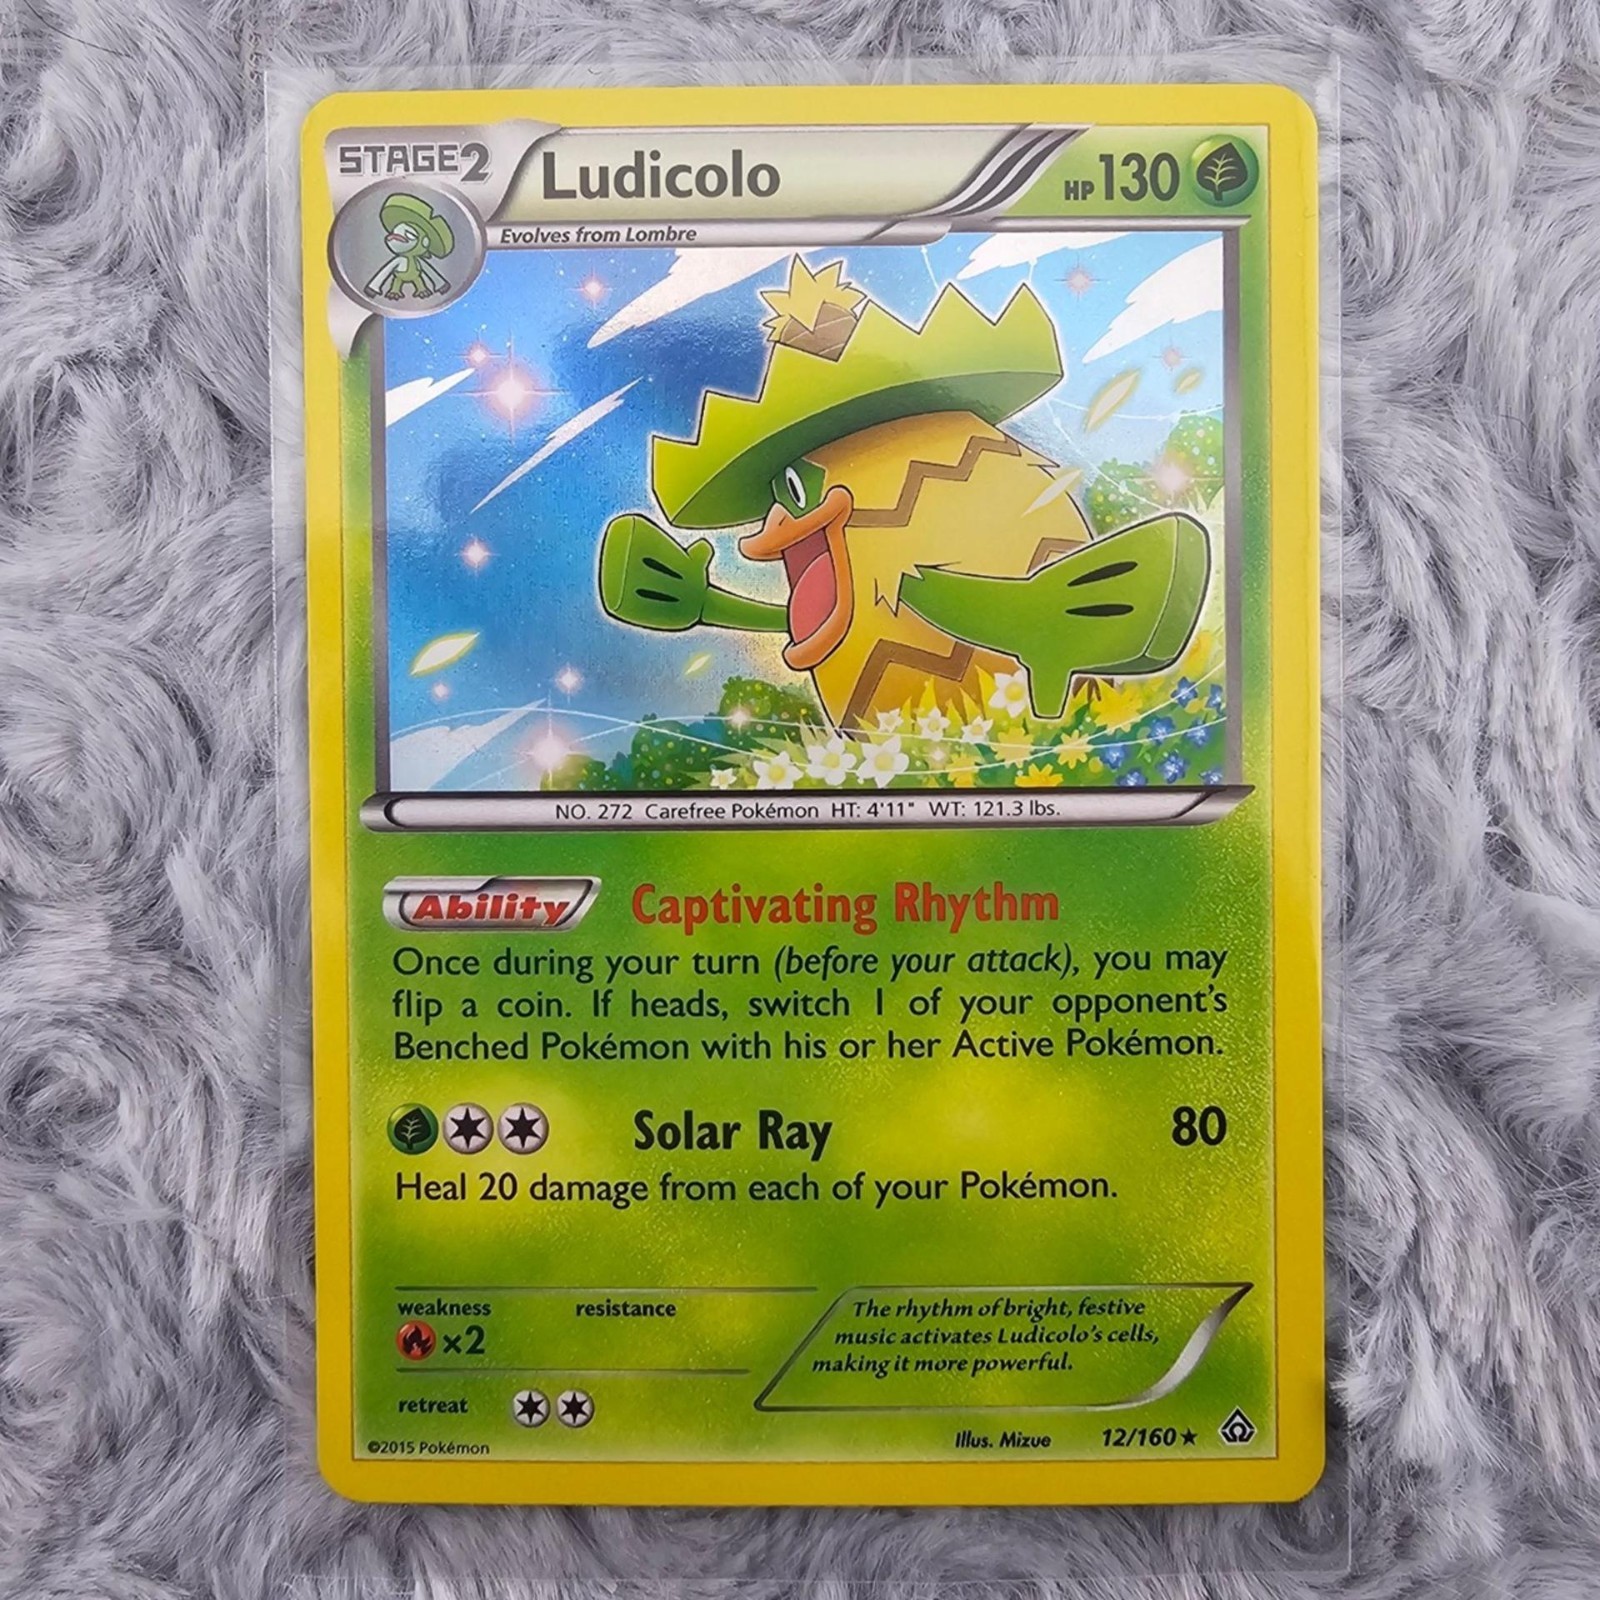 STAGE2
Ludicolo
HP 130
Evolves from Lombre
NO. 272 Carefree Pokémon HT: 4'11" WT: 121.3 lbs.
Ability Captivating Rhythm
Once during your turn (before your attack), you may
flip a coin. If heads, switch 1 of your opponent's
Benched Pokémon with his or her Active Pokémon.
Solar Ray 80
Heal 20 damage from each of your Pokémon.
weakness resistance
×2
The rhythm of bright, festive
music activates Ludicolo's cells,
making it more powerful.
retreat
©2015 Pokémon
Illus. Mizue 12/160★